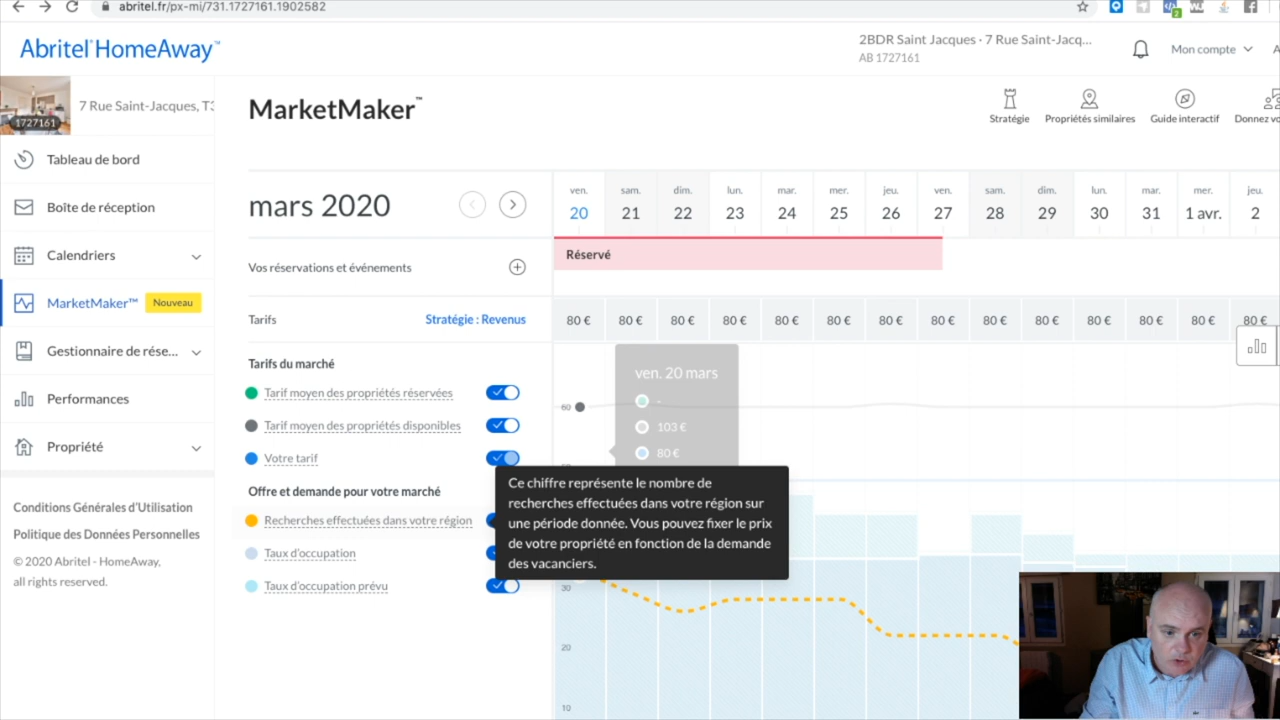 abritel.fr/px-mi/731.1727161.1902582
Abritel HomeAway™
2BDR Saint Jacques · 7 Rue Saint-Jacq...
AB 1727161
Mon compte
7 Rue Saint-Jacques, T3
1727161
Tableau de bord
Boîte de réception
Calendriers
MarketMaker™ Nouveau
Gestionnaire de rése...
Performances
Propriété
Conditions Générales d'Utilisation
Politique des Données Personnelles
© 2020 Abritel - HomeAway,
all rights reserved.
MarketMaker™
Stratégie
Propriétés similaires
Guide interactif
Donnez vo
mars 2020
ven. sam. dim. lun. mar. mer. jeu. ven. sam. dim. lun. mar. mer. jeu.
20 21 22 23 24 25 26 27 28 29 30 31 1 avr. 2
Vos réservations et événements
Réservé
Tarifs
Stratégie : Revenus
80 € 80 € 80 € 80 € 80 € 80 € 80 € 80 € 80 € 80 € 80 € 80 € 80 € 80 €
Tarifs du marché
Tarif moyen des propriétés réservées
Tarif moyen des propriétés disponibles
Votre tarif
Offre et demande pour votre marché
Recherches effectuées dans votre région
Taux d'occupation
Taux d'occupation prévu
ven. 20 mars
-
103 €
80 €
Ce chiffre représente le nombre de
recherches effectuées dans votre région sur
une période donnée. Vous pouvez fixer le prix
de votre propriété en fonction de la demande
des vacanciers.
60
30
20
10